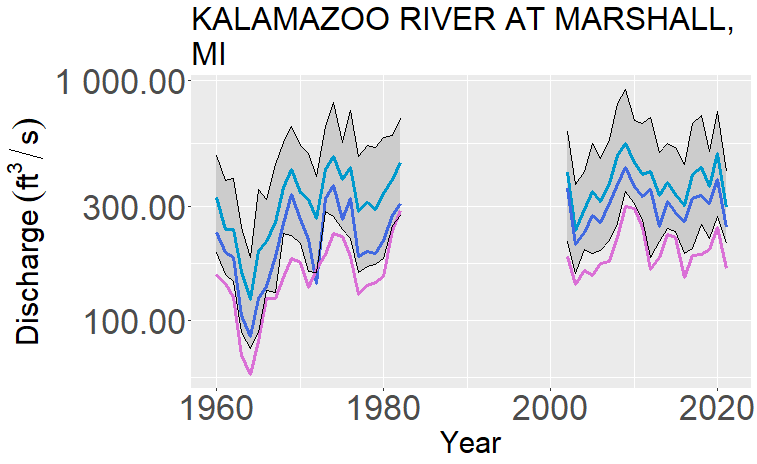 KALAMAZOO RIVER AT MARSHALL,
MI
1 000.00
300.00
100.00
Discharge (ft³/s)
1960 1980 2000 2020
Year